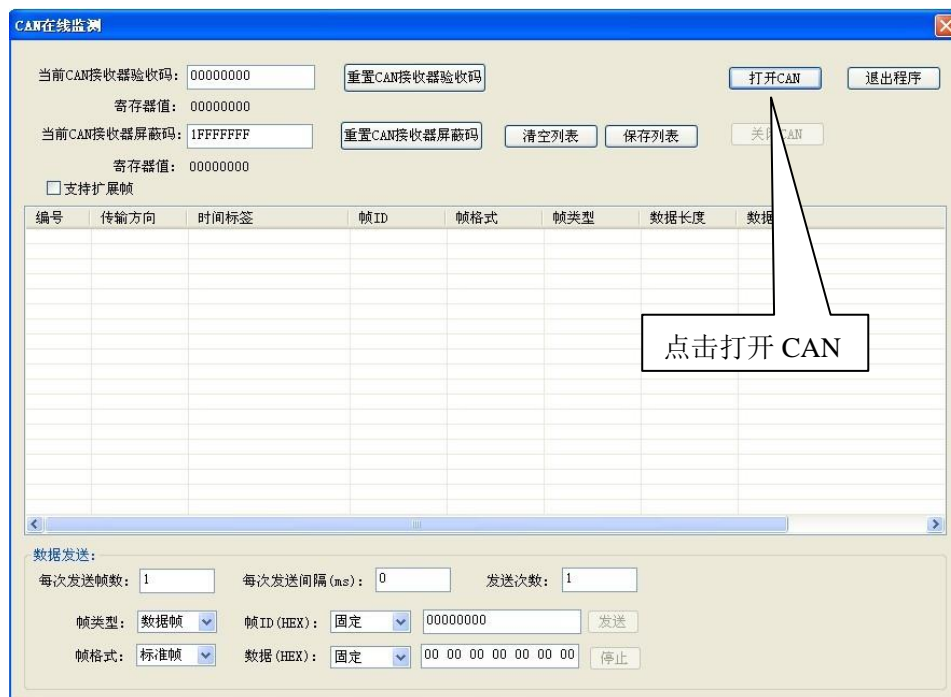 CAN在线监测
当前CAN接收器验收码: 00000000 重置CAN接收器验收码 打开CAN 退出程序
寄存器值: 00000000
当前CAN接收器屏蔽码: 1FFFFFFF 重置CAN接收器屏蔽码 清空列表 保存列表 关闭CAN
寄存器值: 00000000
支持扩展帧
编号 传输方向 时间标签 帧ID 帧格式 帧类型 数据长度 数据
点击打开 CAN
数据发送:
每次发送帧数: 1 每次发送间隔(ms): 0 发送次数: 1
帧类型: 数据帧 帧ID(HEX): 固定 00000000 发送
帧格式: 标准帧 数据(HEX): 固定 00 00 00 00 00 00 00 停止